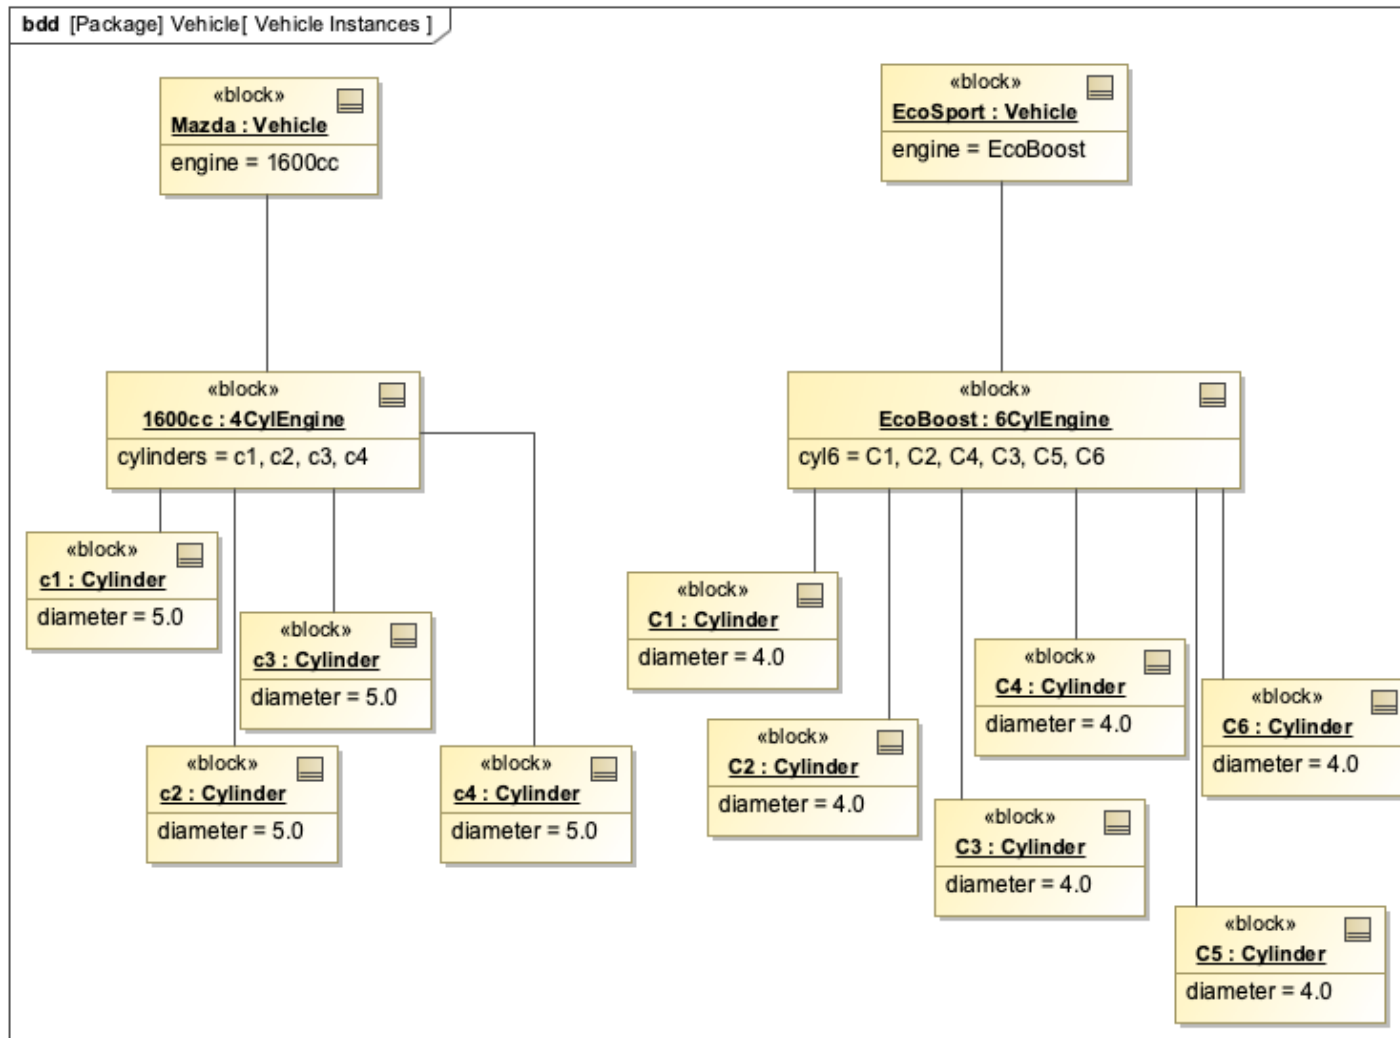 bdd [Package] Vehicle[ Vehicle Instances ]
«block»
Mazda : Vehicle
engine = 1600cc
«block»
EcoSport : Vehicle
engine = EcoBoost
«block»
1600cc : 4CylEngine
cylinders = c1, c2, c3, c4
«block»
EcoBoost : 6CylEngine
cyl6 = C1, C2, C4, C3, C5, C6
«block»
c1 : Cylinder
diameter = 5.0
«block»
c3 : Cylinder
diameter = 5.0
«block»
c2 : Cylinder
diameter = 5.0
«block»
c4 : Cylinder
diameter = 5.0
«block»
C1 : Cylinder
diameter = 4.0
«block»
C2 : Cylinder
diameter = 4.0
«block»
C4 : Cylinder
diameter = 4.0
«block»
C3 : Cylinder
diameter = 4.0
«block»
C6 : Cylinder
diameter = 4.0
«block»
C5 : Cylinder
diameter = 4.0